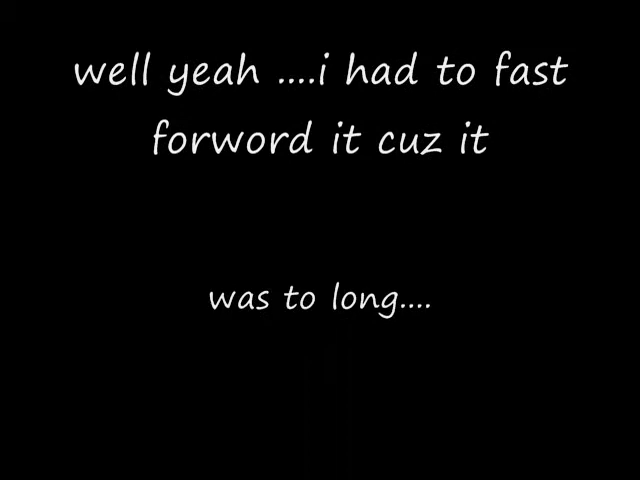 well yeah ....i had to fast
forword it cuz it
was to long....